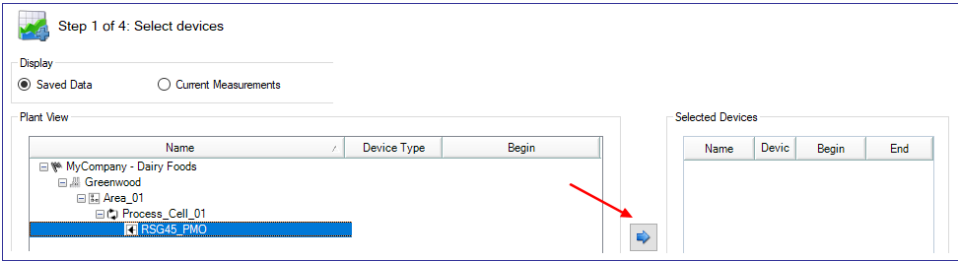 Step 1 of 4: Select devices
Display
Saved Data Current Measurements
Plant View Selected Devices
Name Device Type Begin Name Devic Begin End
MyCompany - Dairy Foods
Greenwood
Area_01
Process_Cell_01
RSG45_PMO